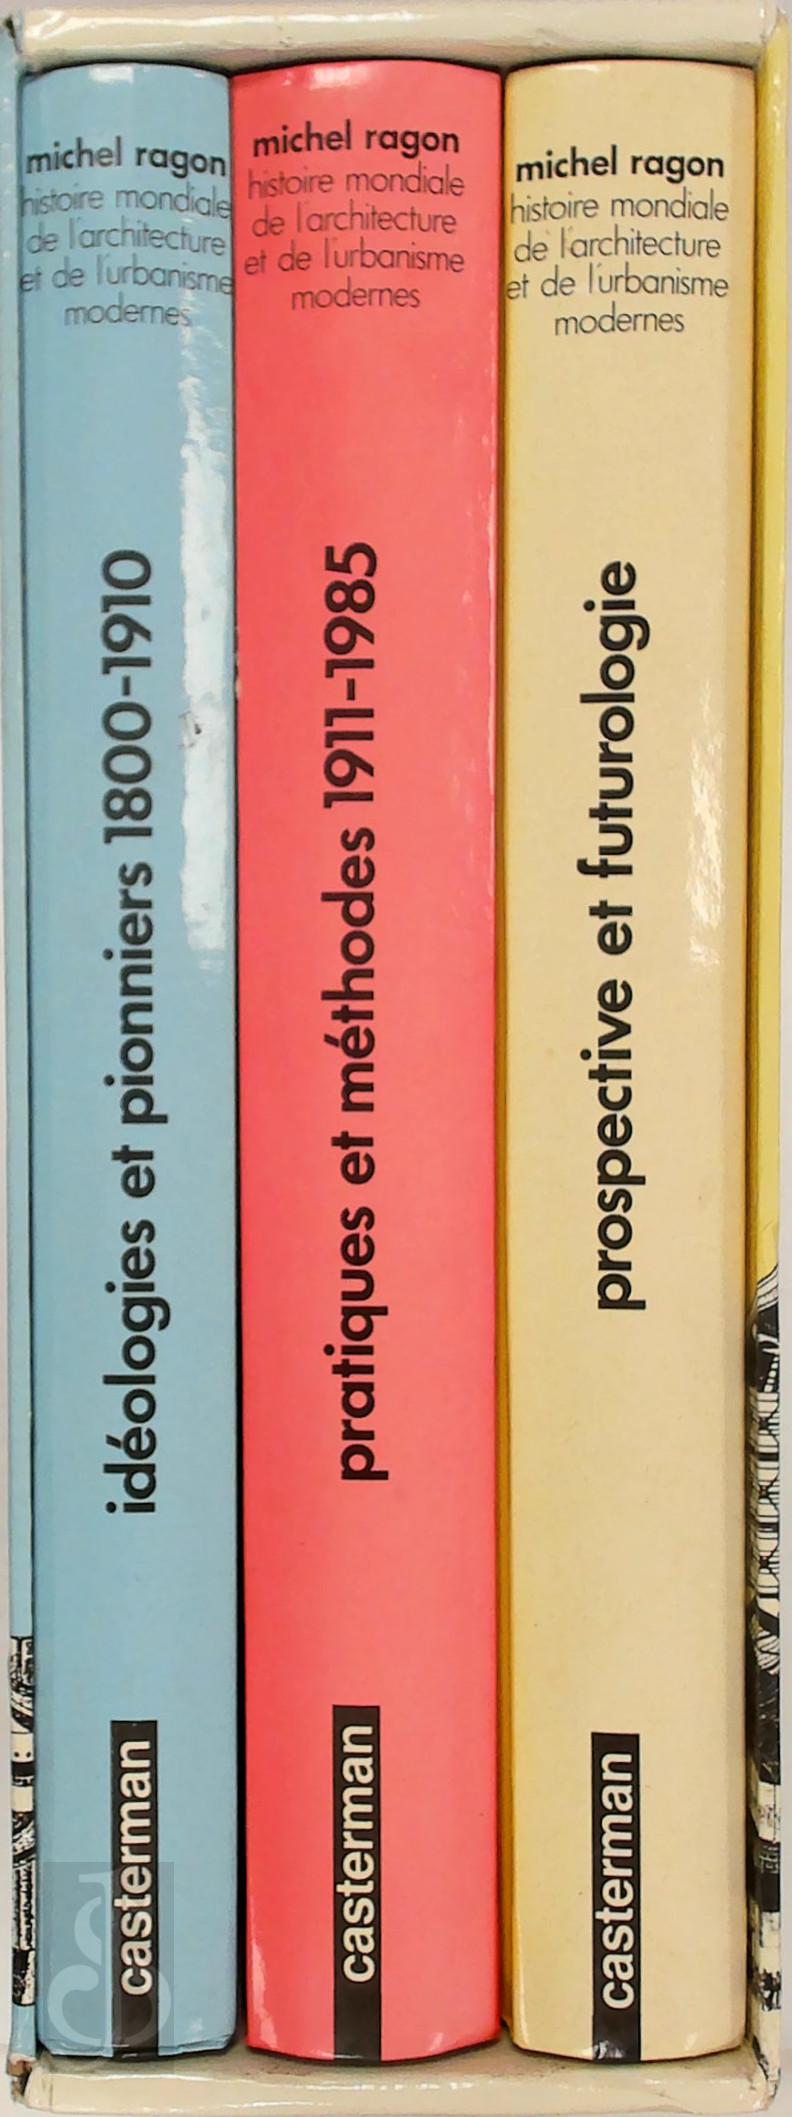 michel ragon
histoire mondiale
de l'architecture
et de l'urbanisme
modernes
idéologies et pionniers 1800-1910
casterman
michel ragon
histoire mondiale
de l'architecture
et de l'urbanisme
modernes
pratiques et méthodes 1911-1985
casterman
michel ragon
histoire mondiale
de l'architecture
et de l'urbanisme
modernes
prospective et futurologie
casterman